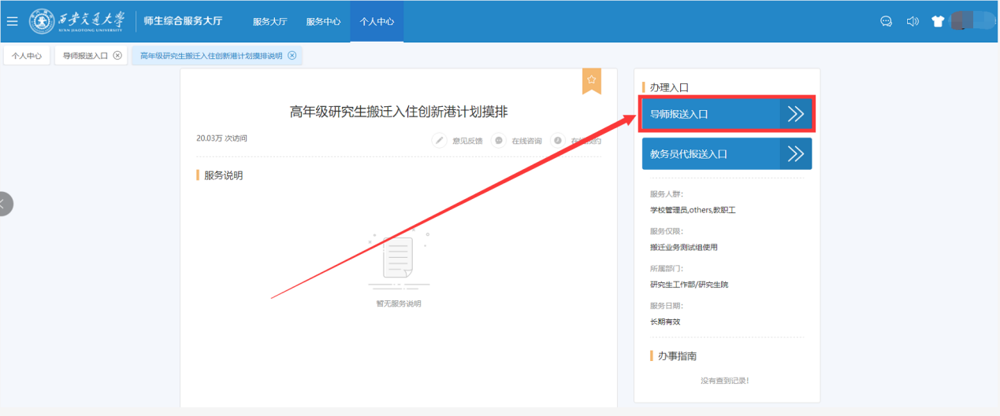 西安交通大学
XI'AN JIAOTONG UNIVERSITY
师生综合服务大厅
服务大厅
服务中心
个人中心
个人中心
导师报送入口
高年级研究生搬迁入住创新港计划摸排说明
高年级研究生搬迁入住创新港计划摸排
20.03万 次访问
意见反馈
在线咨询
在线预约
服务说明
暂无服务说明
办理入口
导师报送入口
教务员代报送入口
服务人群：
学校管理员,others,教职工
服务仅限：
搬迁业务测试组使用
所属部门：
研究生工作部/研究生院
服务日期：
长期有效
办事指南
没有查到记录！